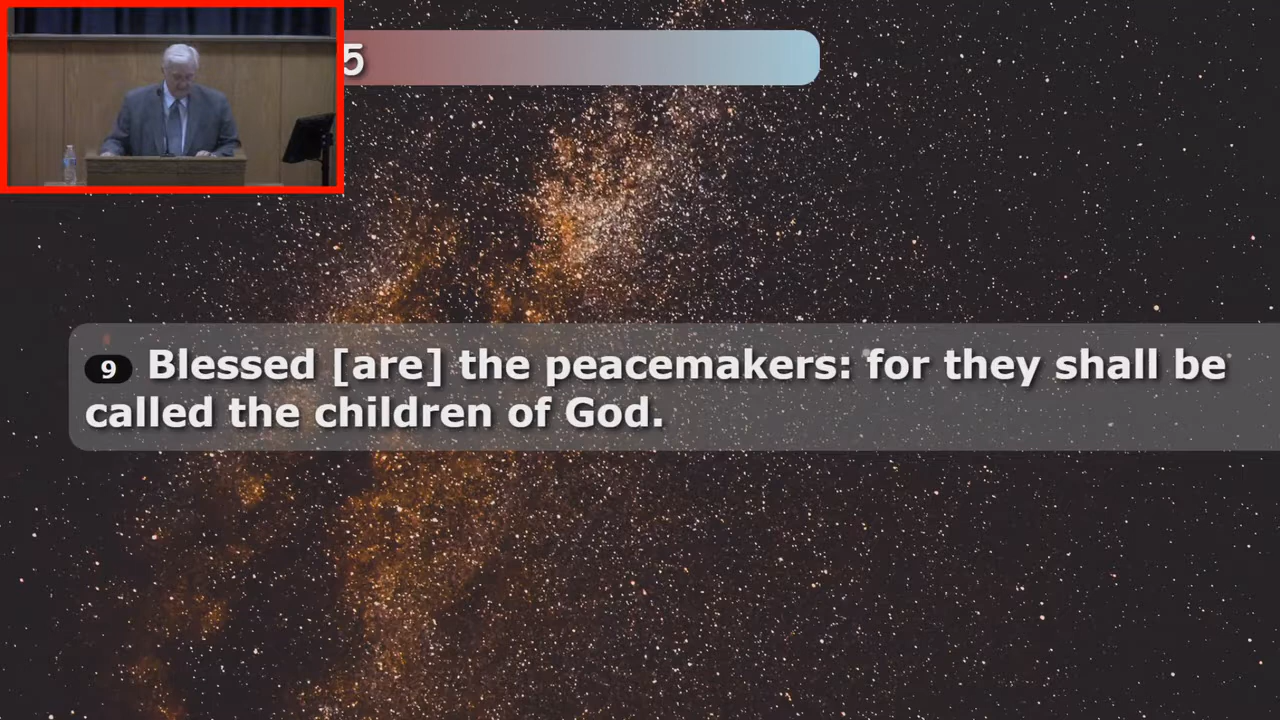 5
9 Blessed [are] the peacemakers: for they shall be
called the children of God.